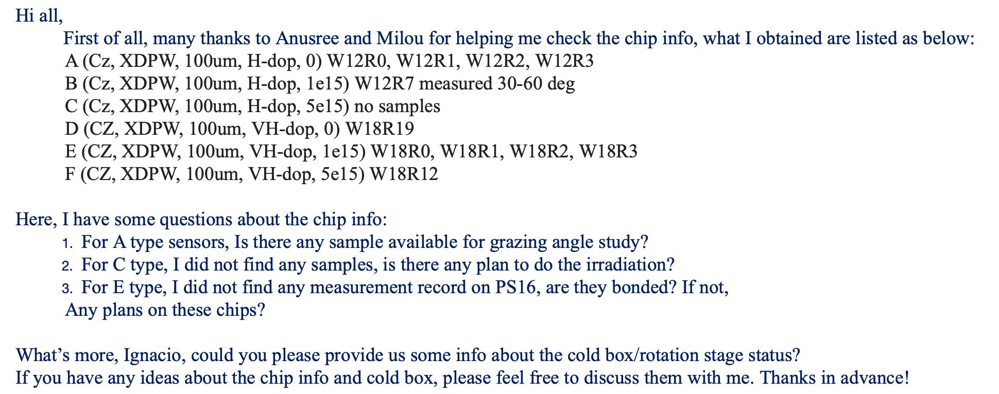 Hi all,
First of all, many thanks to Anusree and Milou for helping me check the chip info, what I obtained are listed as below:
A (Cz, XDPW, 100um, H-dop, 0) W12R0, W12R1, W12R2, W12R3
B (Cz, XDPW, 100um, H-dop, 1e15) W12R7 measured 30-60 deg
C (Cz, XDPW, 100um, H-dop, 5e15) no samples
D (CZ, XDPW, 100um, VH-dop, 0) W18R19
E (CZ, XDPW, 100um, VH-dop, 1e15) W18R0, W18R1, W18R2, W18R3
F (CZ, XDPW, 100um, VH-dop, 5e15) W18R12
Here, I have some questions about the chip info:
1. For A type sensors, Is there any sample available for grazing angle study?
2. For C type, I did not find any samples, is there any plan to do the irradiation?
3. For E type, I did not find any measurement record on PS16, are they bonded? If not,
Any plans on these chips?
What’s more, Ignacio, could you please provide us some info about the cold box/rotation stage status?
If you have any ideas about the chip info and cold box, please feel free to discuss them with me. Thanks in advance!